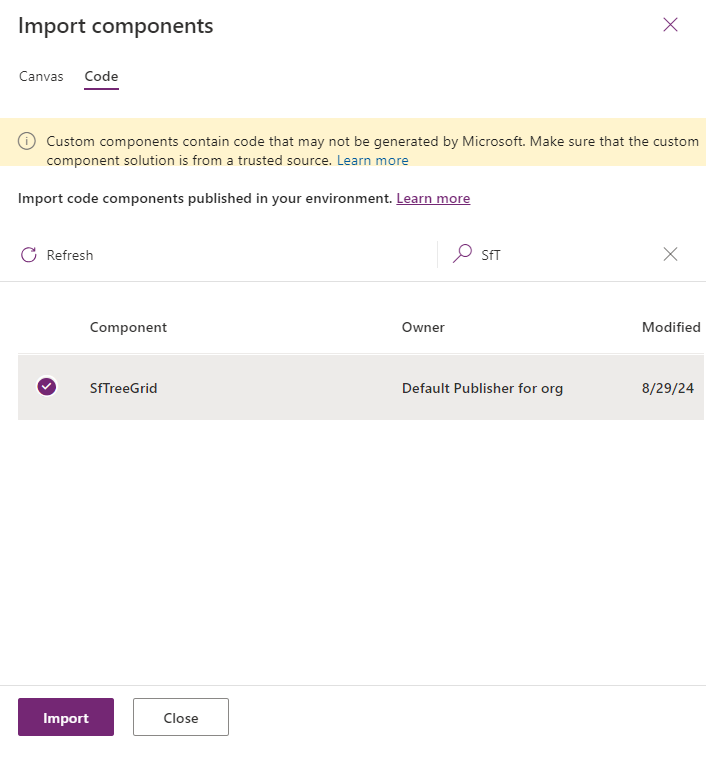 Import components
Canvas Code
Custom components contain code that may not be generated by Microsoft. Make sure that the custom
component solution is from a trusted source. Learn more
Import code components published in your environment. Learn more
Refresh SfT
Component Owner Modified
SfTreeGrid Default Publisher for org 8/29/24
Import Close